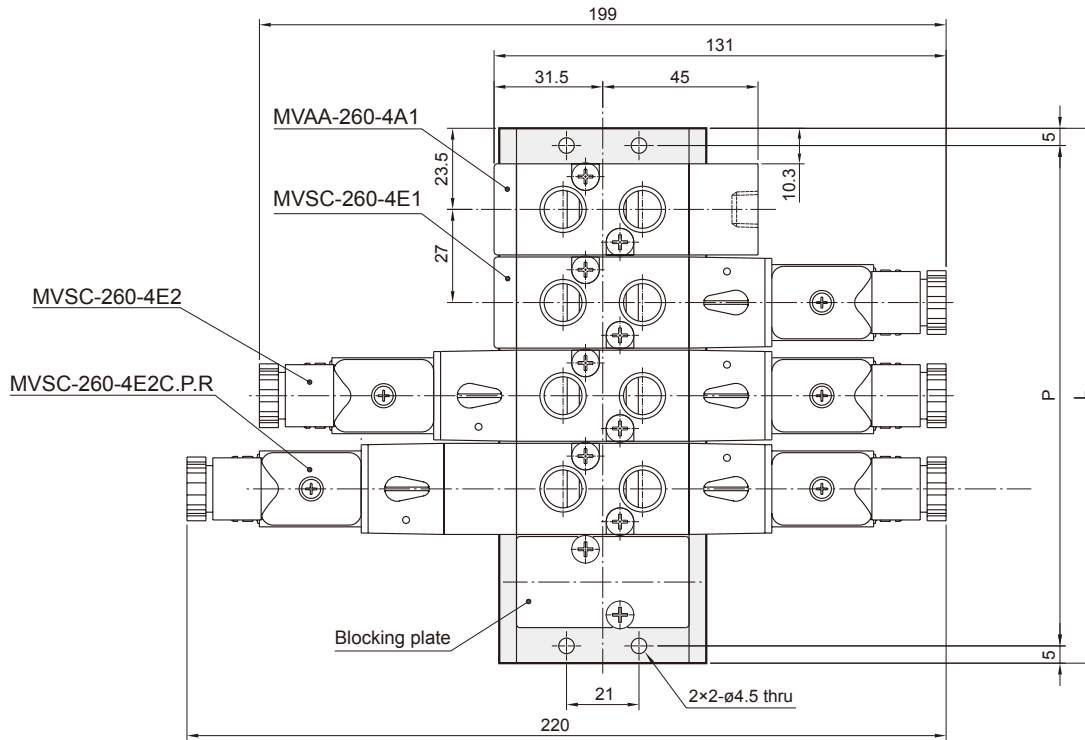 199
131
31.5
45
MVAA-260-4A1
5
23.5
10.3
MVSC-260-4E1
27
MVSC-260-4E2
MVSC-260-4E2C.P.R
P
L
Blocking plate
5
21
2×2-ø4.5 thru
220